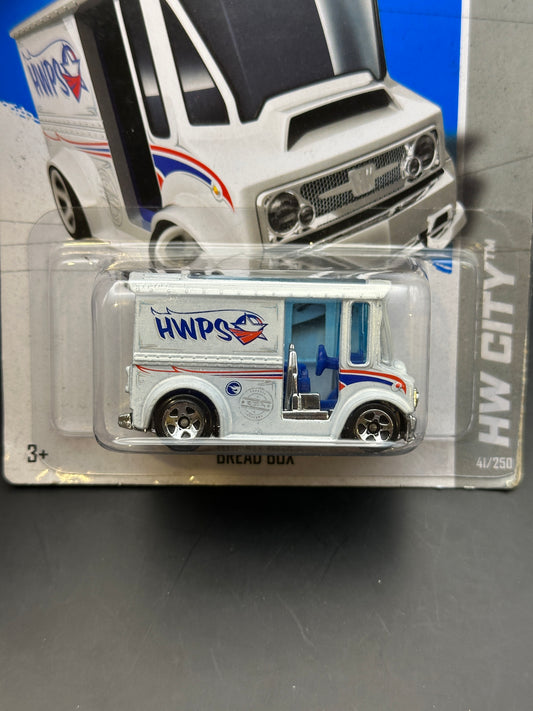 HWPS
HWPS
HW CITY™
3+
BREAD BOX
41/250